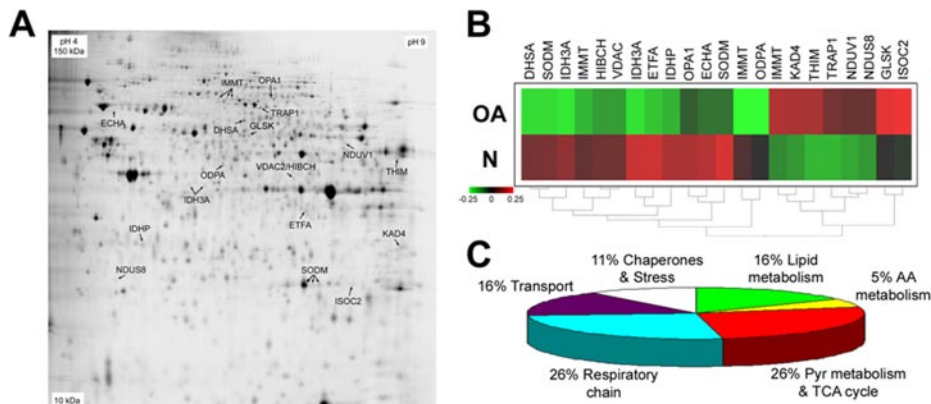 A
pH 4
150 kDa
pH 9
IMMT
OPA1
ECHA
TRAP1
DHSA
GLSK
NDUV1
THIM
ODPA
VDAC2/HIBCH
IDH3A
ETFA
IDHP
KAD4
NDUS8
SODM
ISOC2
10 kDa
B
DHSA
SODM
IDH3A
IMMT
HIBCH
VDAC
IDH3A
ETFA
IDHP
OPA1
ECHA
SODM
IMMT
ODPA
IMMT
KAD4
THIM
TRAP1
NDUV1
NDUS8
GLSK
ISOC2
OA
N
-0.25 0 0.25
C
11% Chaperones
& Stress
16% Lipid
metabolism
5% AA
metabolism
16% Transport
26% Respiratory
chain
26% Pyr metabolism
& TCA cycle